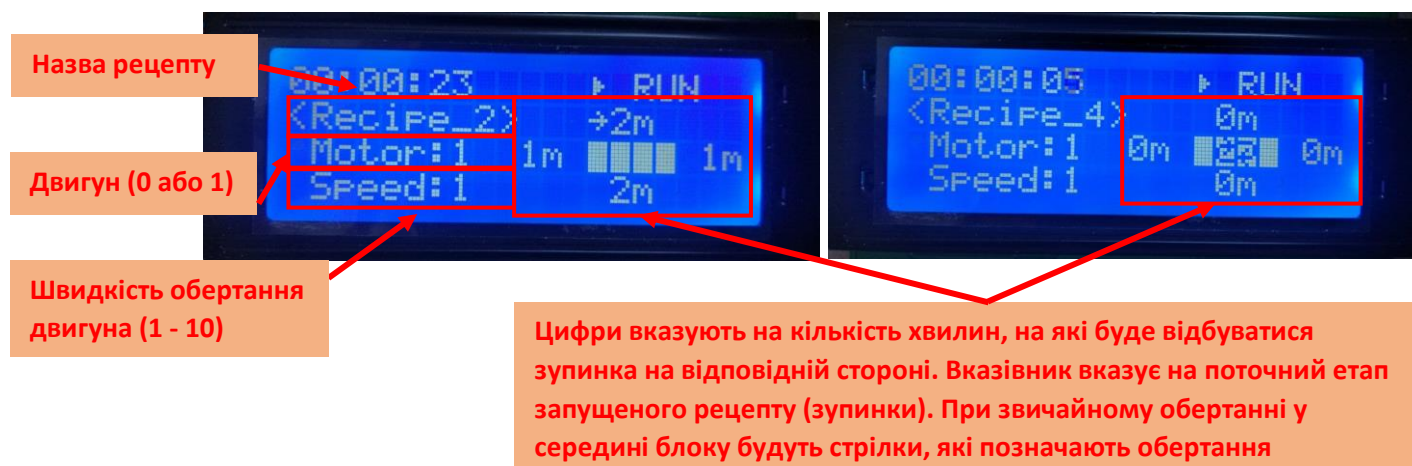 Назва рецепту
Двигун (0 або 1)
Швидкість обертання
двигуна (1 - 10)
00:00:23 RUN
<Recipe_2> →2m
Motor:1 1m 1m
Speed:1 2m
00:00:05 RUN
<Recipe_4> 0m
Motor:1 0m 0m
Speed:1 0m
Цифри вказують на кількість хвилин, на які буде відбуватися
зупинка на відповідній стороні. Вказівник вказує на поточний етап
запущеного рецепту (зупинки). При звичайному обертанні у
середині блоку будуть стрілки, які позначають обертання